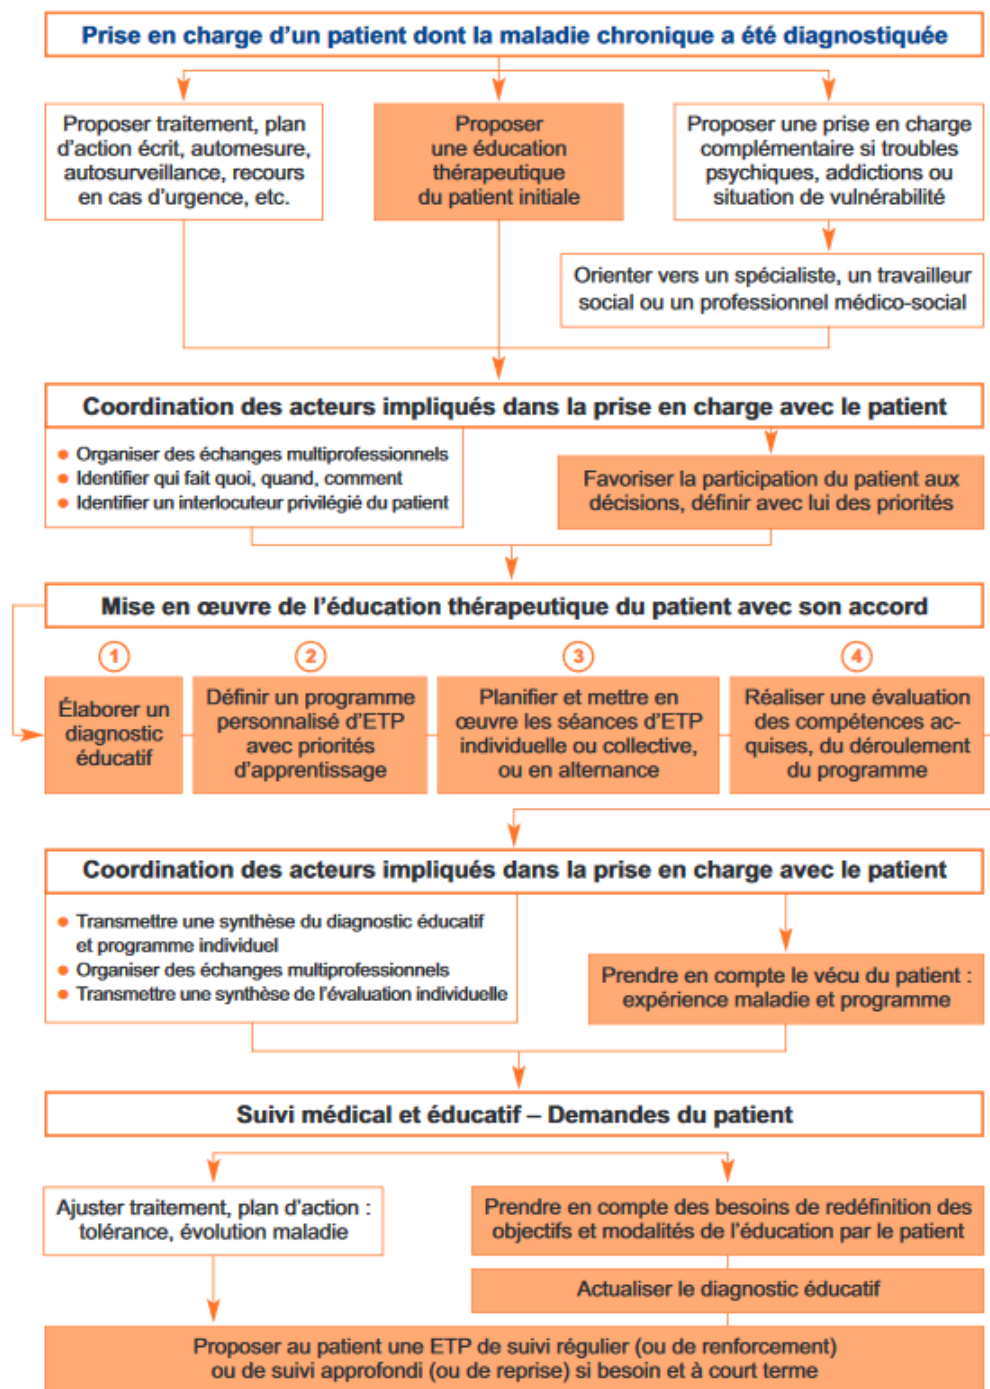 Prise en charge d'un patient dont la maladie chronique a été diagnostiquée
Proposer traitement, plan
d'action écrit, automesure,
autosurveillance, recours
en cas d'urgence, etc.
Proposer
une éducation
thérapeutique
du patient initiale
Proposer une prise en charge
complémentaire si troubles
psychiques, addictions ou
situation de vulnérabilité
Orienter vers un spécialiste, un travailleur
social ou un professionnel médico-social
Coordination des acteurs impliqués dans la prise en charge avec le patient
● Organiser des échanges multiprofessionnels
● Identifier qui fait quoi, quand, comment
● Identifier un interlocuteur privilégié du patient
Favoriser la participation du patient aux
décisions, définir avec lui des priorités
Mise en œuvre de l'éducation thérapeutique du patient avec son accord
1
Élaborer un
diagnostic
éducatif
2
Définir un programme
personnalisé d'ETP
avec priorités
d'apprentissage
3
Planifier et mettre en
œuvre les séances d'ETP
individuelle ou collective,
ou en alternance
4
Réaliser une évaluation
des compétences ac-
quises, du déroulement
du programme
Coordination des acteurs impliqués dans la prise en charge avec le patient
● Transmettre une synthèse du diagnostic éducatif
et programme individuel
● Organiser des échanges multiprofessionnels
● Transmettre une synthèse de l'évaluation individuelle
Prendre en compte le vécu du patient :
expérience maladie et programme
Suivi médical et éducatif – Demandes du patient
Ajuster traitement, plan d'action :
tolérance, évolution maladie
Prendre en compte des besoins de redéfinition des
objectifs et modalités de l'éducation par le patient
Actualiser le diagnostic éducatif
Proposer au patient une ETP de suivi régulier (ou de renforcement)
ou de suivi approfondi (ou de reprise) si besoin et à court terme